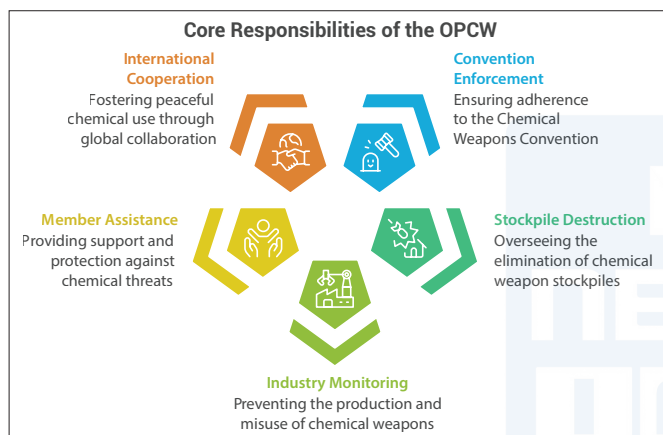 Core Responsibilities of the OPCW
International
Cooperation
Fostering peaceful
chemical use through
global collaboration
Convention
Enforcement
Ensuring adherence
to the Chemical
Weapons Convention
Member Assistance
Providing support and
protection against
chemical threats
Stockpile Destruction
Overseeing the
elimination of chemical
weapon stockpiles
Industry Monitoring
Preventing the production and
misuse of chemical weapons